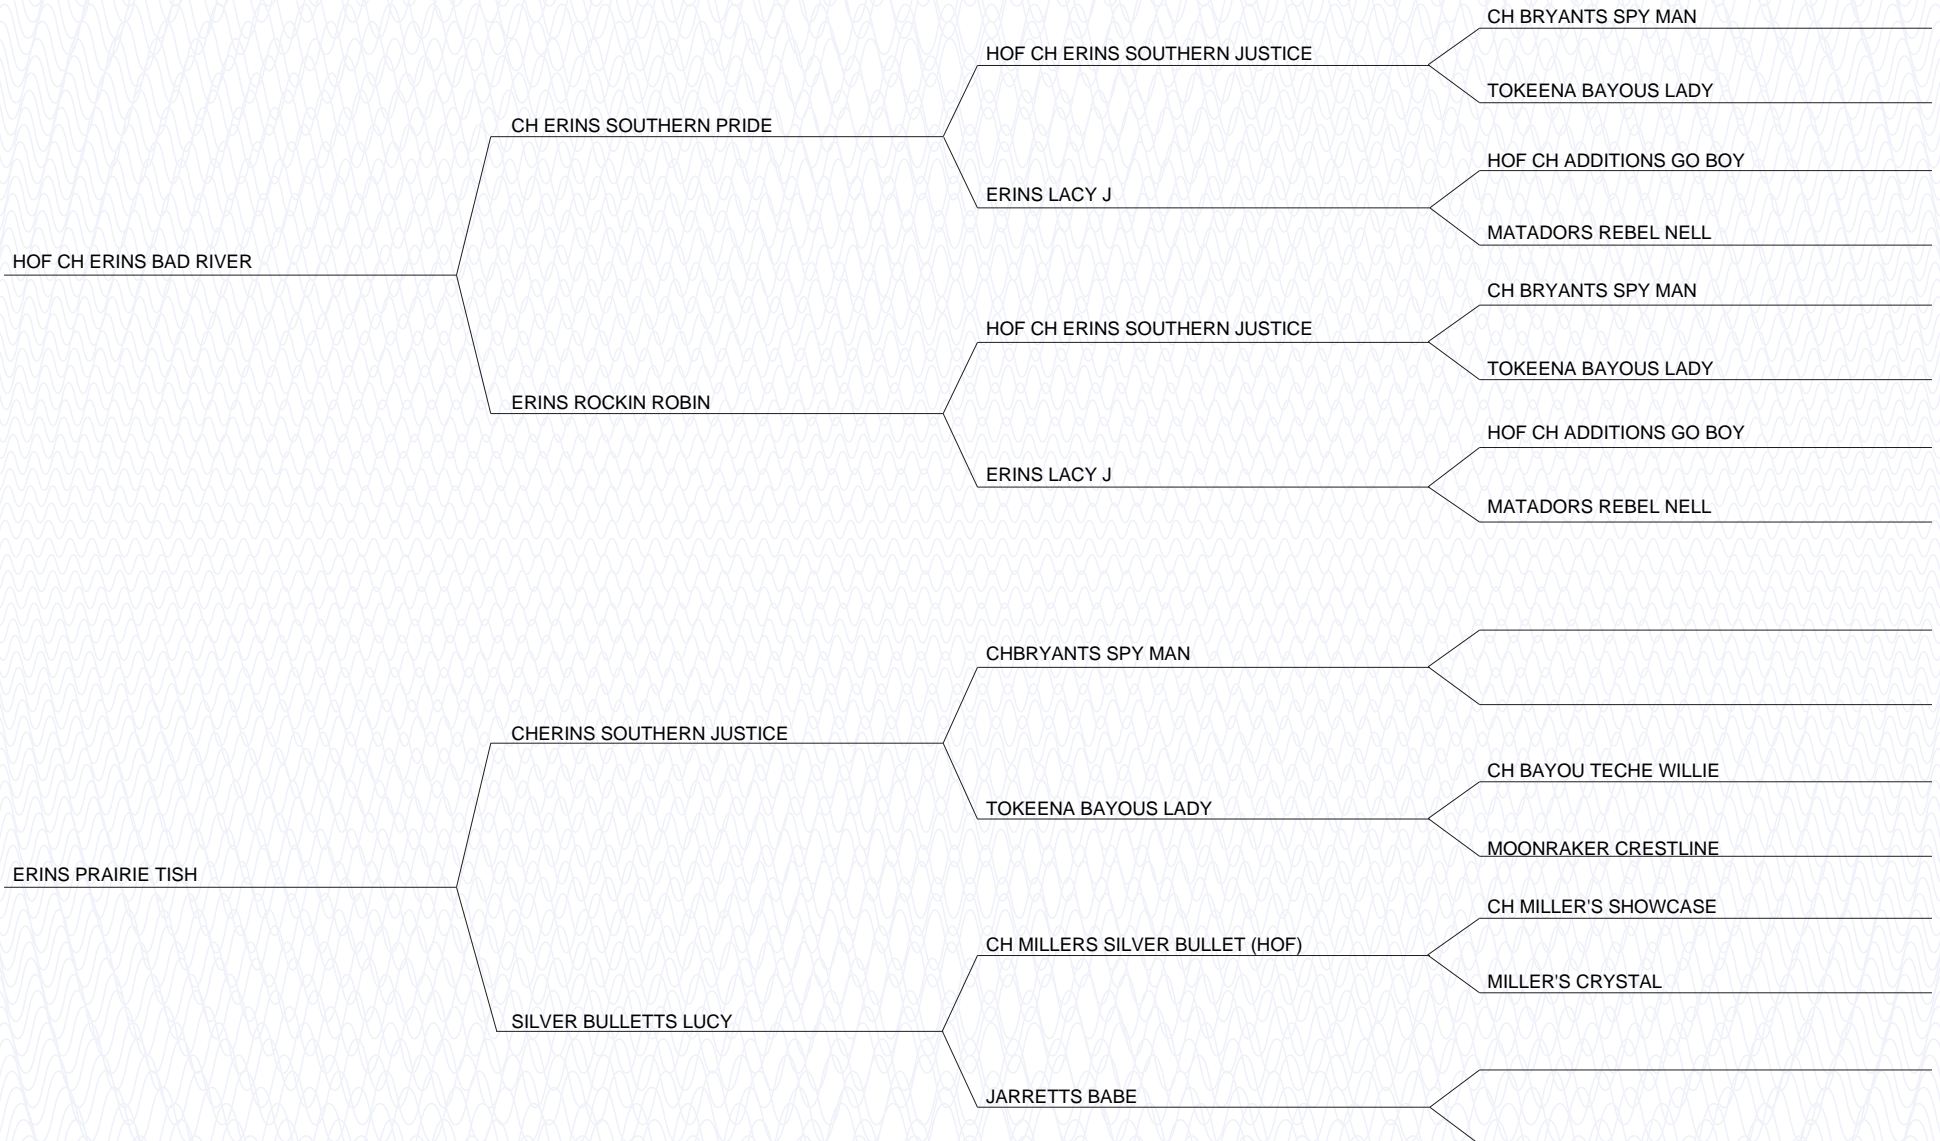 CH BRYANTS SPY MAN
HOF CH ERINS SOUTHERN JUSTICE
TOKEENA BAYOUS LADY
CH ERINS SOUTHERN PRIDE
HOF CH ADDITIONS GO BOY
ERINS LACY J
MATADORS REBEL NELL
HOF CH ERINS BAD RIVER
CH BRYANTS SPY MAN
HOF CH ERINS SOUTHERN JUSTICE
TOKEENA BAYOUS LADY
ERINS ROCKIN ROBIN
HOF CH ADDITIONS GO BOY
ERINS LACY J
MATADORS REBEL NELL
CHBRYANTS SPY MAN
CHERINS SOUTHERN JUSTICE
CH BAYOU TECHE WILLIE
TOKEENA BAYOUS LADY
MOONRAKER CRESTLINE
ERINS PRAIRIE TISH
CH MILLER'S SHOWCASE
CH MILLERS SILVER BULLET (HOF)
MILLER'S CRYSTAL
SILVER BULLETTS LUCY
JARRETTS BABE